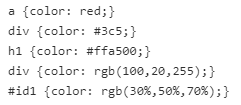 a {color: red;}
div {color: #3c5;}
h1 {color: #ffa500;}
div {color: rgb(100,20,255);}
#id1 {color: rgb(30%,50%,70%);}